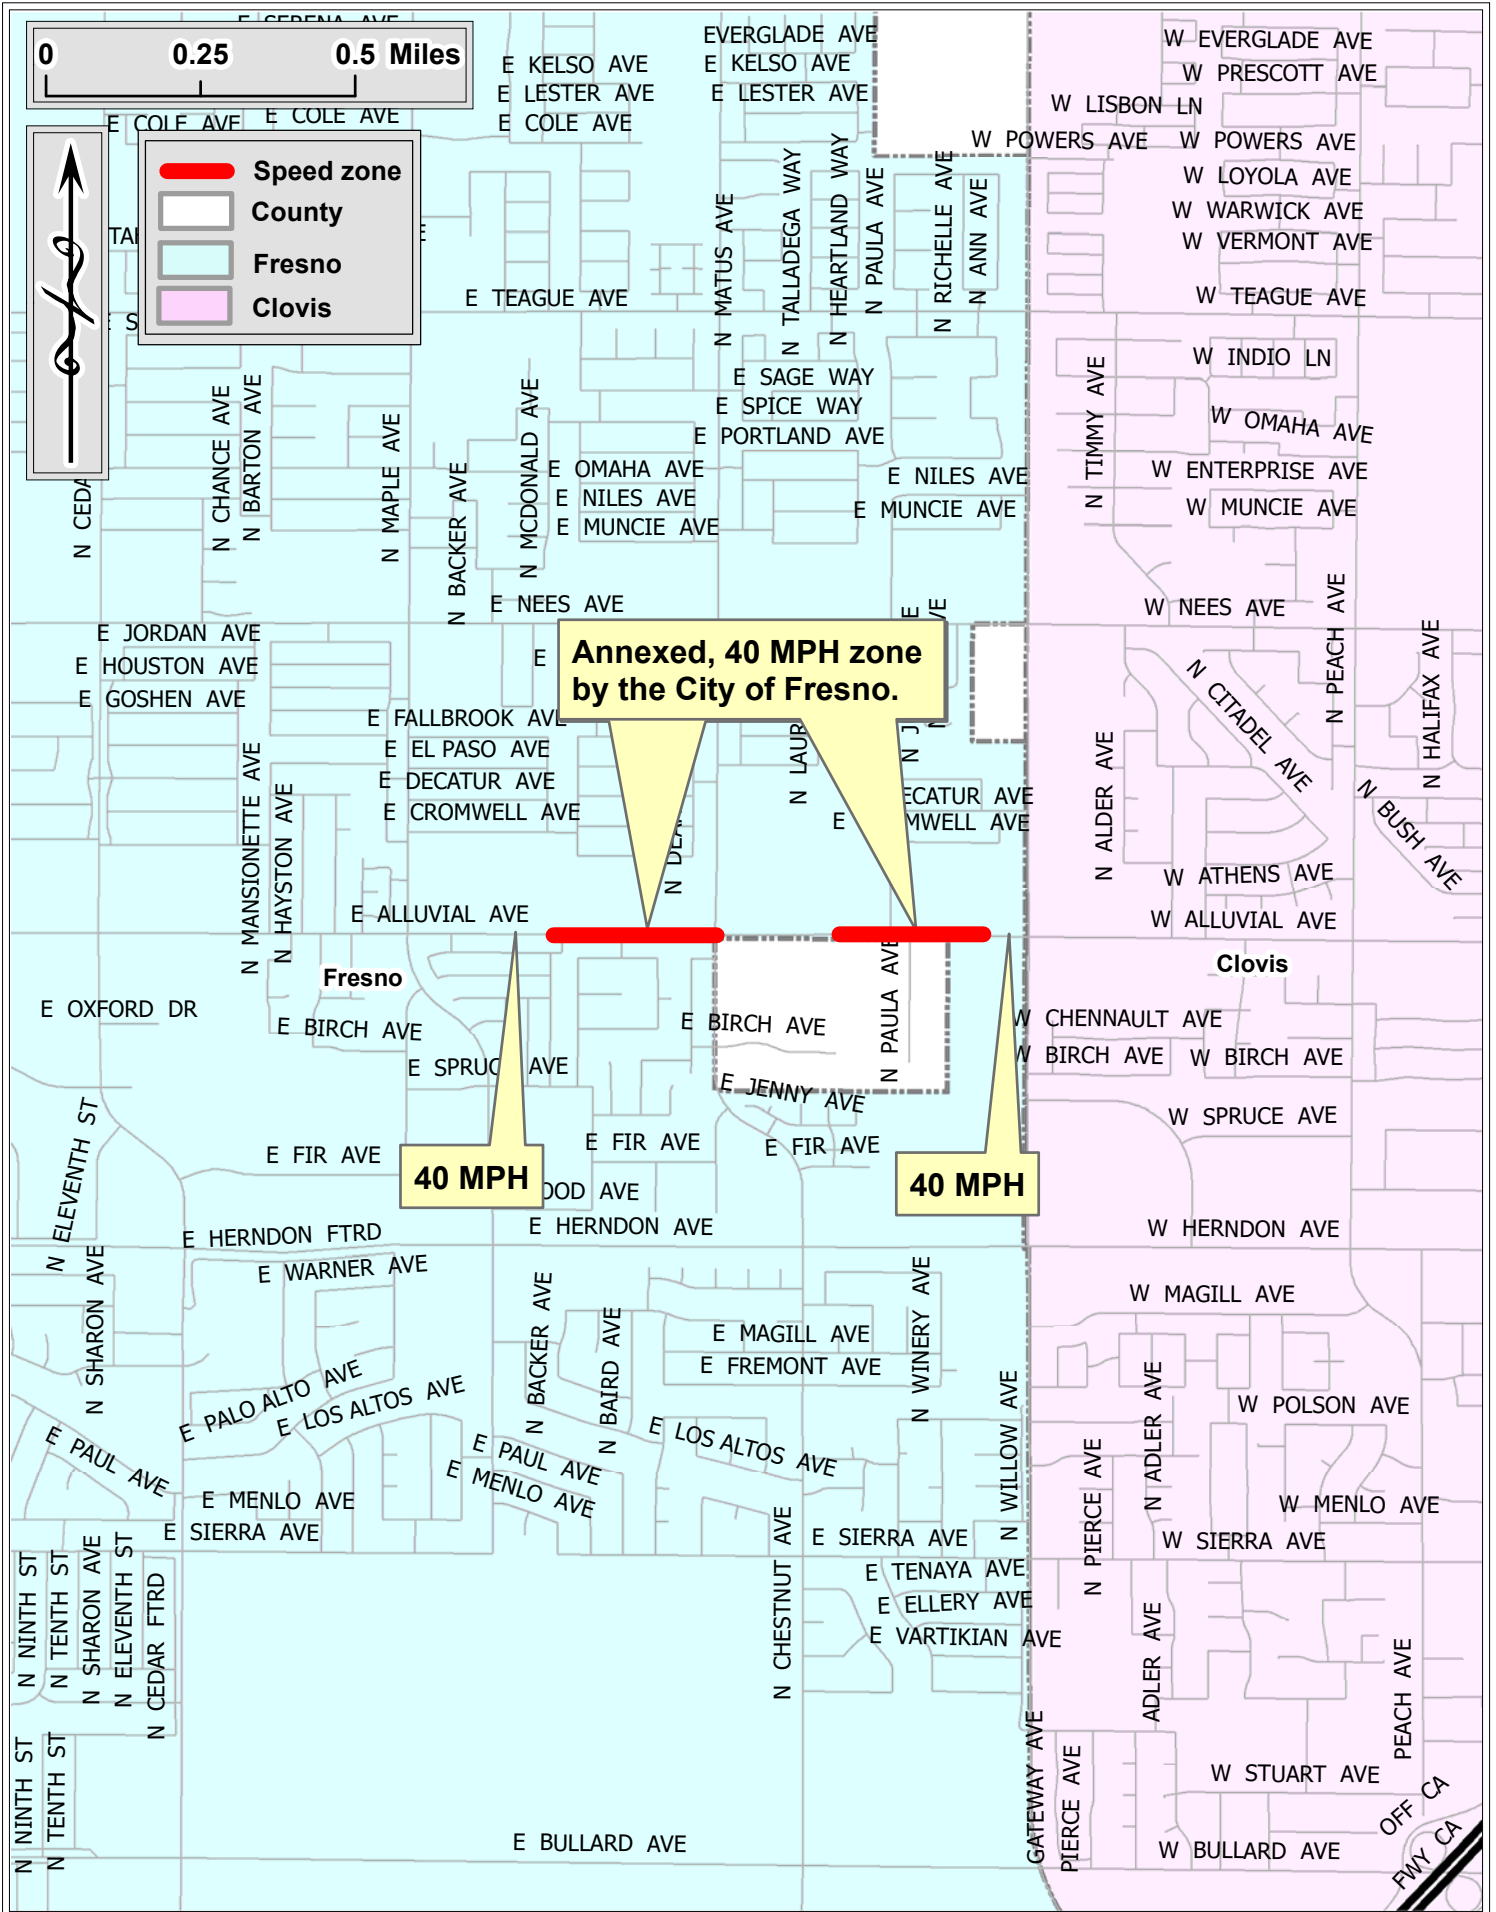 E SERENA AVE
0 0.25 0.5 Miles
EVERGLADE AVE
W EVERGLADE AVE
E KELSO AVE
E KELSO AVE
W PRESCOTT AVE
E LESTER AVE
E LESTER AVE
W LISBON LN
E COLE AVE
E COLE AVE
E COLE AVE
W POWERS AVE
W POWERS AVE
Speed zone
County
Fresno
Clovis
W LOYOLA AVE
W WARWICK AVE
W VERMONT AVE
N MATUS AVE
N TALLADEGA WAY
N HEARTLAND WAY
N PAULA AVE
N RICHELLE AVE
N ANN AVE
E TEAGUE AVE
W TEAGUE AVE
W INDIO LN
E SAGE WAY
E SPICE WAY
E PORTLAND AVE
W OMAHA AVE
N TIMMY AVE
N CHANCE AVE
N BARTON AVE
N MAPLE AVE
N MCDONALD AVE
N BACKER AVE
N CEDA
E OMAHA AVE
E NILES AVE
E MUNCIE AVE
E NILES AVE
E MUNCIE AVE
W ENTERPRISE AVE
W MUNCIE AVE
E NEES AVE
W NEES AVE
E JORDAN AVE
E HOUSTON AVE
E GOSHEN AVE
E
Annexed, 40 MPH zone
by the City of Fresno.
N PEACH AVE
N HALIFAX AVE
N CITADEL AVE
N BUSH AVE
N ALDER AVE
E FALLBROOK AVE
E EL PASO AVE
E DECATUR AVE
E CROMWELL AVE
N LAUR
N J
ECATUR AVE
E MWELL AVE
N MANSIONETTE AVE
N HAYSTON AVE
N DEA
W ATHENS AVE
E ALLUVIAL AVE
W ALLUVIAL AVE
Fresno
Clovis
E OXFORD DR
E BIRCH AVE
E BIRCH AVE
N PAULA AVE
W CHENNAULT AVE
W BIRCH AVE
W BIRCH AVE
E SPRUC AVE
E JENNY AVE
W SPRUCE AVE
N ELEVENTH ST
E FIR AVE
E FIR AVE
E FIR AVE
40 MPH
40 MPH
OOD AVE
E HERNDON AVE
W HERNDON AVE
E HERNDON FTRD
E WARNER AVE
N SHARON AVE
W MAGILL AVE
N BACKER AVE
N BAIRD AVE
E MAGILL AVE
E FREMONT AVE
N WINERY AVE
E PALO ALTO AVE
E LOS ALTOS AVE
E LOS ALTOS AVE
N WILLOW AVE
N ADLER AVE
W POLSON AVE
E PAUL AVE
E PAUL AVE
E MENLO AVE
E MENLO AVE
N PIERCE AVE
W MENLO AVE
E SIERRA AVE
E SIERRA AVE
W SIERRA AVE
N NINTH ST
N TENTH ST
N SHARON AVE
N ELEVENTH ST
N CEDAR FTRD
N CHESTNUT AVE
E TENAYA AVE
E ELLERY AVE
E VARTIKIAN AVE
ADLER AVE
PEACH AVE
N NINTH ST
N TENTH ST
GATEWAY AVE
PIERCE AVE
W STUART AVE
OFF CA
FWY CA
E BULLARD AVE
W BULLARD AVE